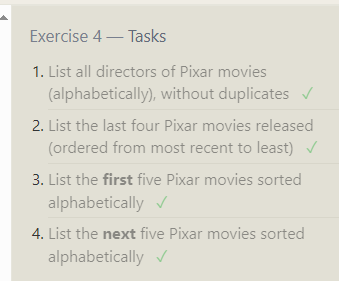 Exercise 4 — Tasks
1. List all directors of Pixar movies
(alphabetically), without duplicates ✓
2. List the last four Pixar movies released
(ordered from most recent to least) ✓
3. List the first five Pixar movies sorted
alphabetically ✓
4. List the next five Pixar movies sorted
alphabetically ✓